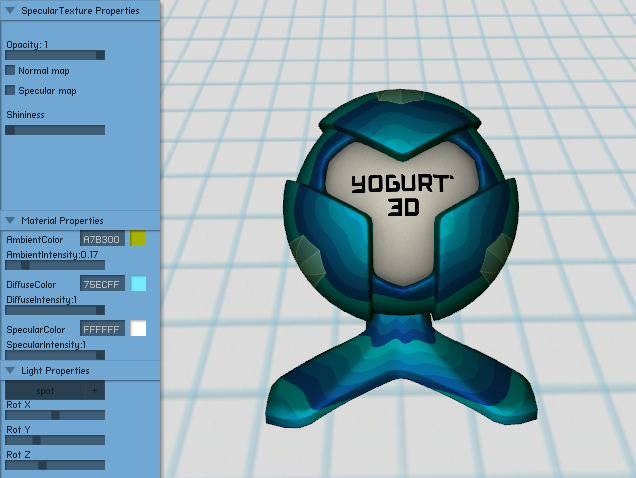 SpecularTexture Properties
Opacity: 1
Normal map
Specular map
Shininess
Material Properties
AmbientColor A7B300
AmbientIntensity:0.17
DiffuseColor 75ECFF
DiffuseIntensity:1
SpecularColor FFFFFF
SpecularIntensity:1
Light Properties
spot +
Rot X
Rot Y
Rot Z
YOGURT
3D